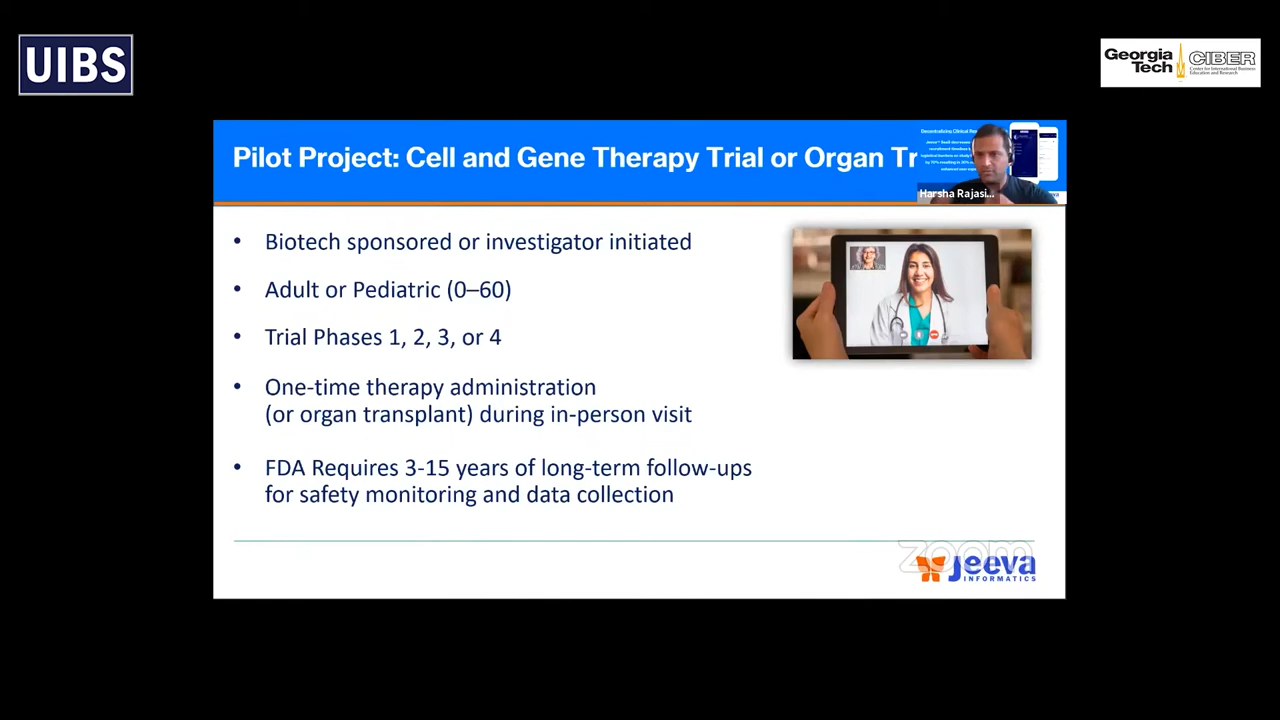 UIBS
Georgia
Tech
CIBER
Center for International Business
Education and Research
Pilot Project: Cell and Gene Therapy Trial or Organ Tr
Decentralizing Clinical Res
Harsha Rajasi...
• Biotech sponsored or investigator initiated
• Adult or Pediatric (0–60)
• Trial Phases 1, 2, 3, or 4
• One-time therapy administration
(or organ transplant) during in-person visit
• FDA Requires 3-15 years of long-term follow-ups
for safety monitoring and data collection
zoom
Jeeva
INFORMATICS